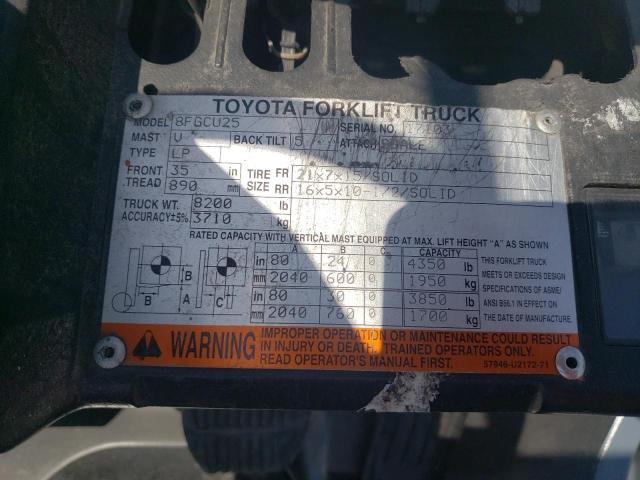 TOYOTA FORKLIFT TRUCK
MODEL 8FGCU25 SERIAL NO.
MAST V BACK TILT 5 ATTACH
TYPE LP
FRONT 35 in TIRE FR 21x7x15/SOLID
TREAD 890 mm SIZE RR 16x5x10-1/2/SOLID
TRUCK WT. 8200 lb
ACCURACY±5% 3710 kg
RATED CAPACITY WITH VERTICAL MAST EQUIPPED AT MAX. LIFT HEIGHT "A" AS SHOWN
A B C CAPACITY
in 80 24 0 4350 lb THIS FORKLIFT TRUCK
mm 2040 600 0 1950 kg MEETS OR EXCEEDS DESIGN
SPECIFICATIONS OF ASME/
in 80 30 0 3850 lb ANSI B56.1 IN EFFECT ON
mm 2040 760 0 1700 kg THE DATE OF MANUFACTURE.
B A B C
WARNING
IMPROPER OPERATION OR MAINTENANCE COULD RESULT
IN INJURY OR DEATH. TRAINED OPERATORS ONLY.
READ OPERATOR'S MANUAL FIRST.
57646-U2172-71